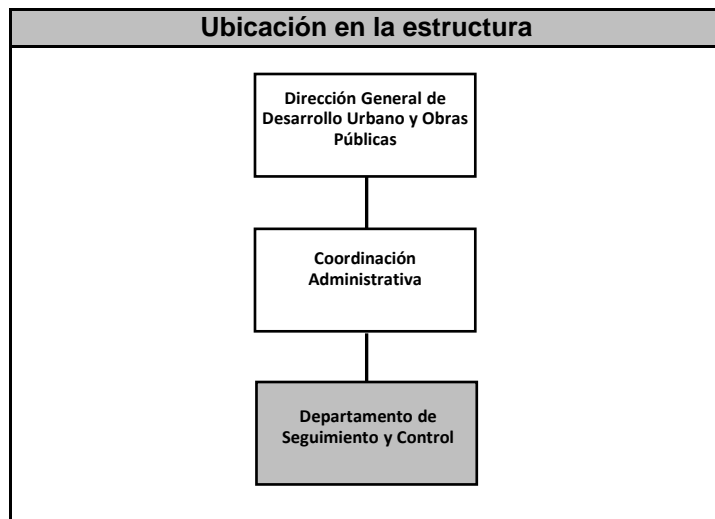 Ubicación en la estructura
Dirección General de
Desarrollo Urbano y Obras
Públicas
Coordinación
Administrativa
Departamento de
Seguimiento y Control